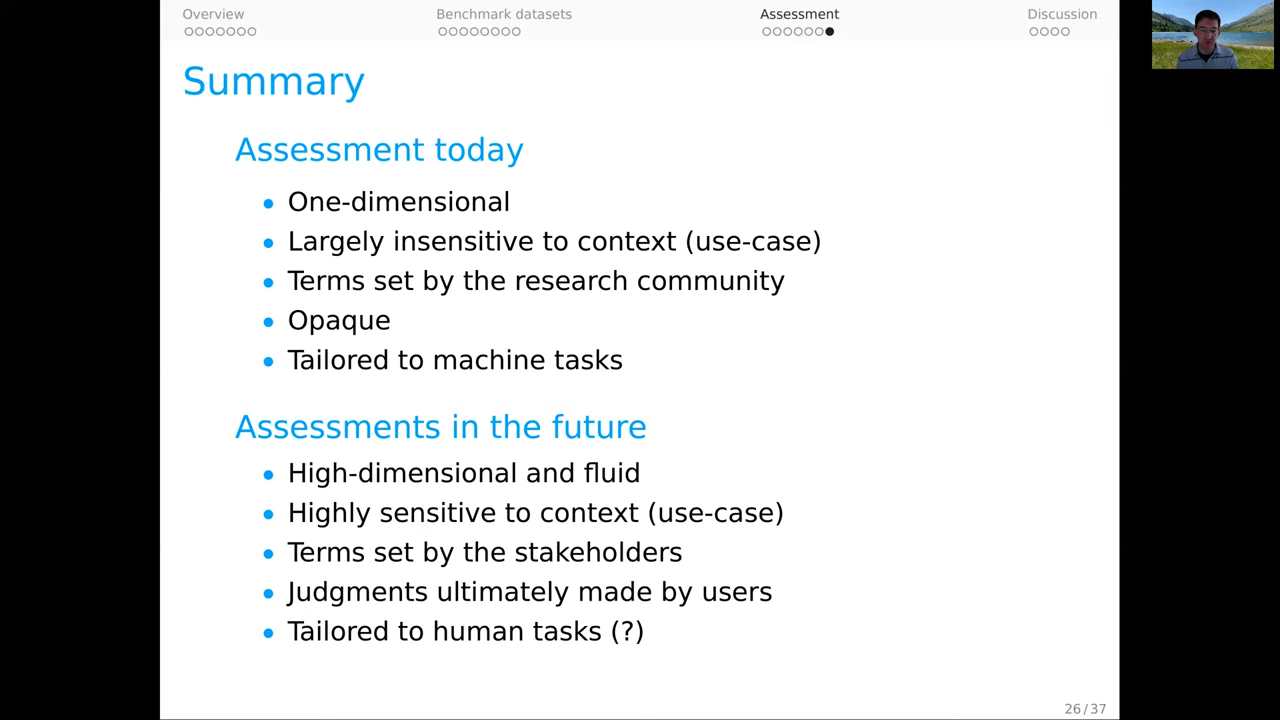 Overview Benchmark datasets Assessment Discussion
Summary
Assessment today
One-dimensional
Largely insensitive to context (use-case)
Terms set by the research community
Opaque
Tailored to machine tasks
Assessments in the future
High-dimensional and fluid
Highly sensitive to context (use-case)
Terms set by the stakeholders
Judgments ultimately made by users
Tailored to human tasks (?)
26/37